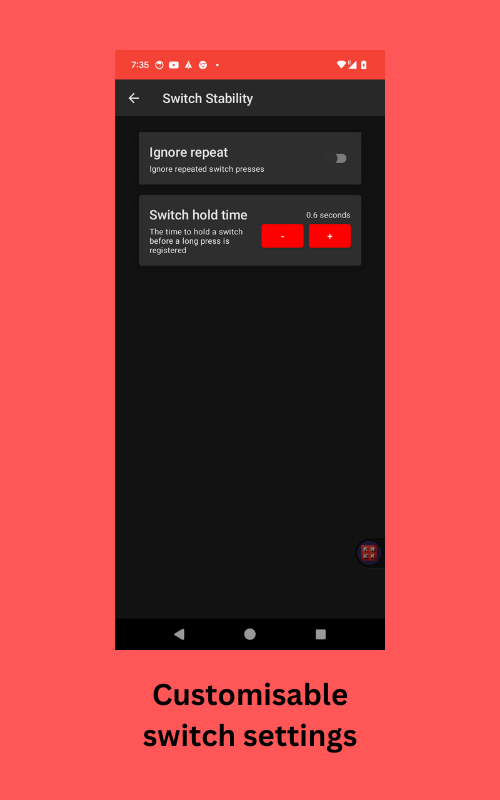 7:35
Switch Stability
Ignore repeat
Ignore repeated switch presses
Switch hold time
0.6 seconds
The time to hold a switch
before a long press is
registered
- +
Customisable
switch settings